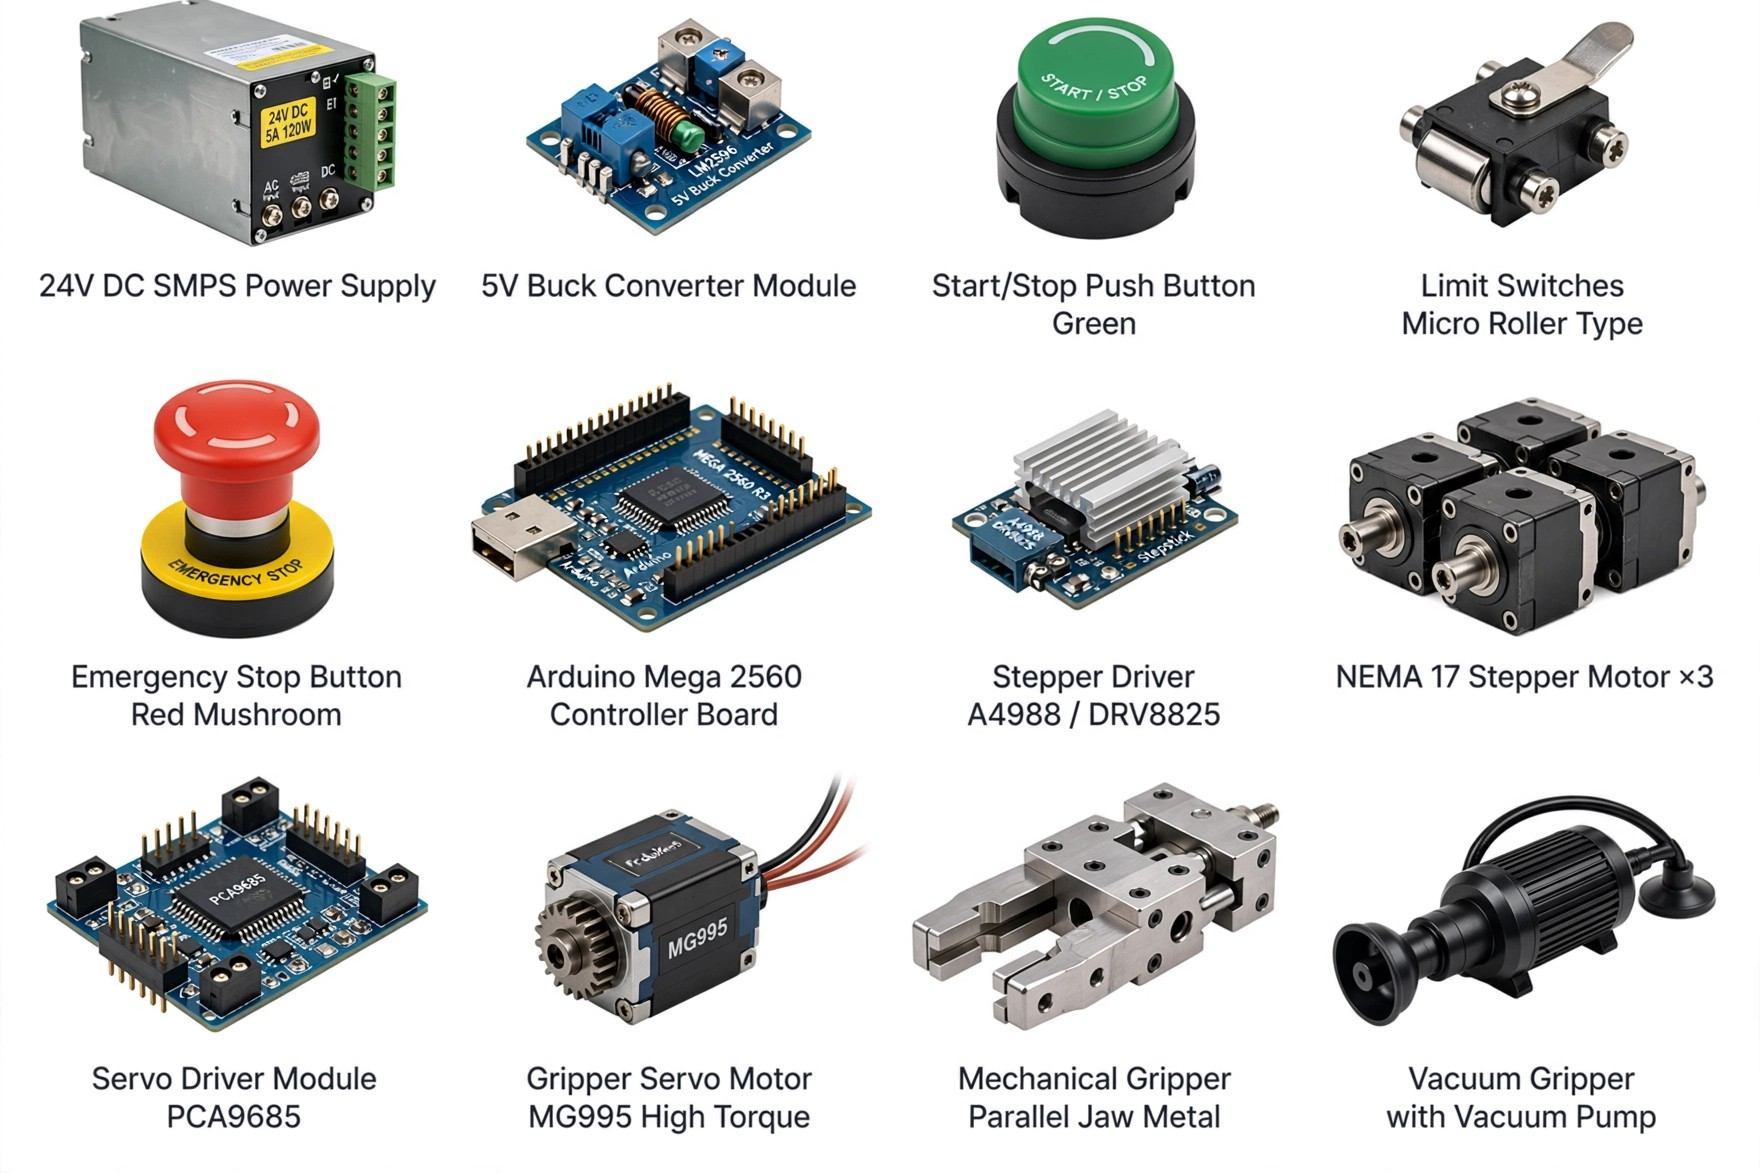 24V DC
5A 120W
E1
AC
DC
24V DC SMPS Power Supply
LM2596
5V Buck Converter
5V Buck Converter Module
START / STOP
Start/Stop Push Button
Green
Limit Switches
Micro Roller Type
EMERGENCY STOP
Emergency Stop Button
Red Mushroom
MEGA 2560 R3
Arduino
Arduino
Arduino Mega 2560
Controller Board
A4988
Stepstick
Stepper Driver
A4988 / DRV8825
NEMA 17 Stepper Motor ×3
PCA9685
Servo Driver Module
PCA9685
MG995
Gripper Servo Motor
MG995 High Torque
Mechanical Gripper
Parallel Jaw Metal
Vacuum Gripper
with Vacuum Pump